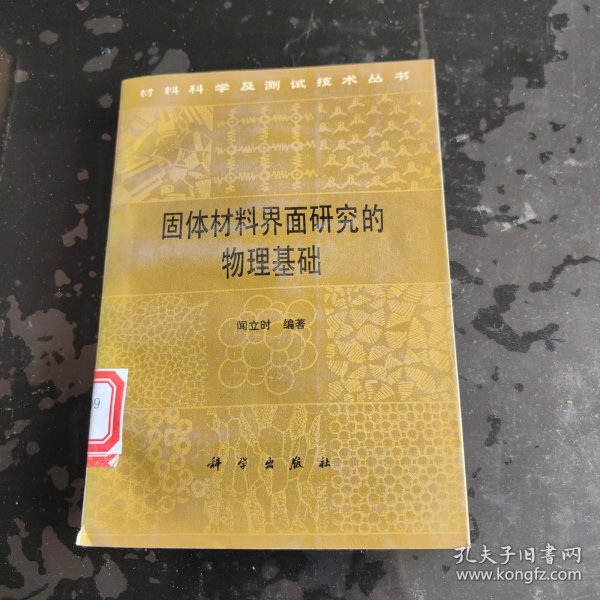 材料科学及测试技术丛书
固体材料界面研究的
物理基础
闻立时 编著
9
科学出版社
孔夫子旧书网
www.kongfz.com